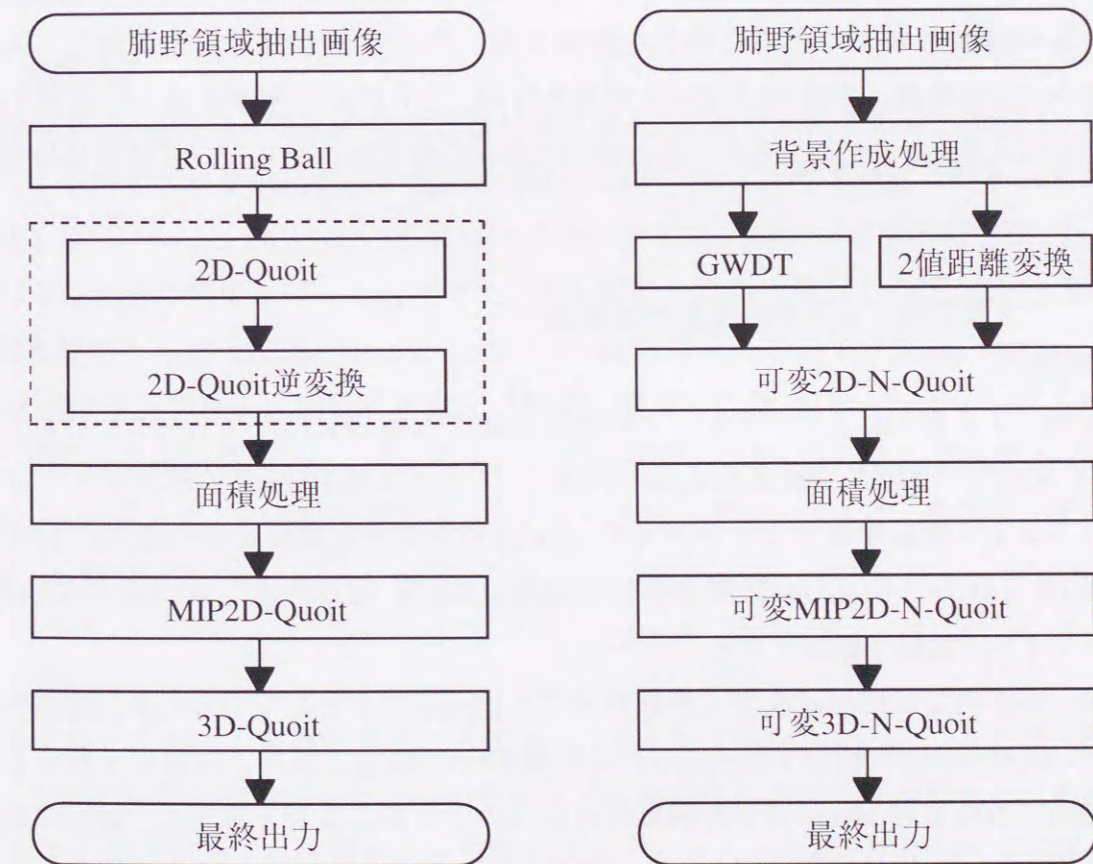 肺野領域抽出画像
Rolling Ball
2D-Quoit
2D-Quoit逆変換
面積処理
MIP2D-Quoit
3D-Quoit
最終出力
肺野領域抽出画像
背景作成処理
GWDT
2値距離変換
可変2D-N-Quoit
面積処理
可変MIP2D-N-Quoit
可変3D-N-Quoit
最終出力